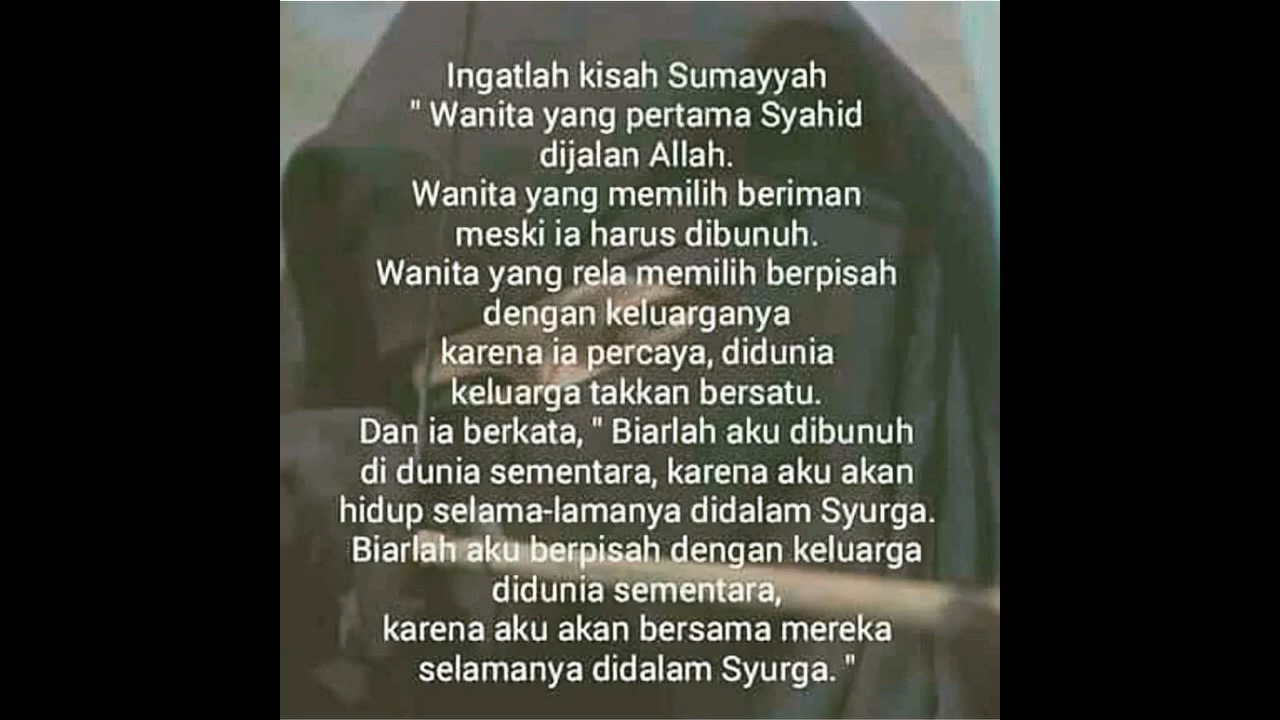 Ingatlah kisah Sumayyah
" Wanita yang pertama Syahid
dijalan Allah.
Wanita yang memilih beriman
meski ia harus dibunuh.
Wanita yang rela memilih berpisah
dengan keluarganya
karena ia percaya, didunia
keluarga takkan bersatu.
Dan ia berkata, " Biarlah aku dibunuh
di dunia sementara, karena aku akan
hidup selama-lamanya didalam Syurga.
Biarlah aku berpisah dengan keluarga
didunia sementara,
karena aku akan bersama mereka
selamanya didalam Syurga. "